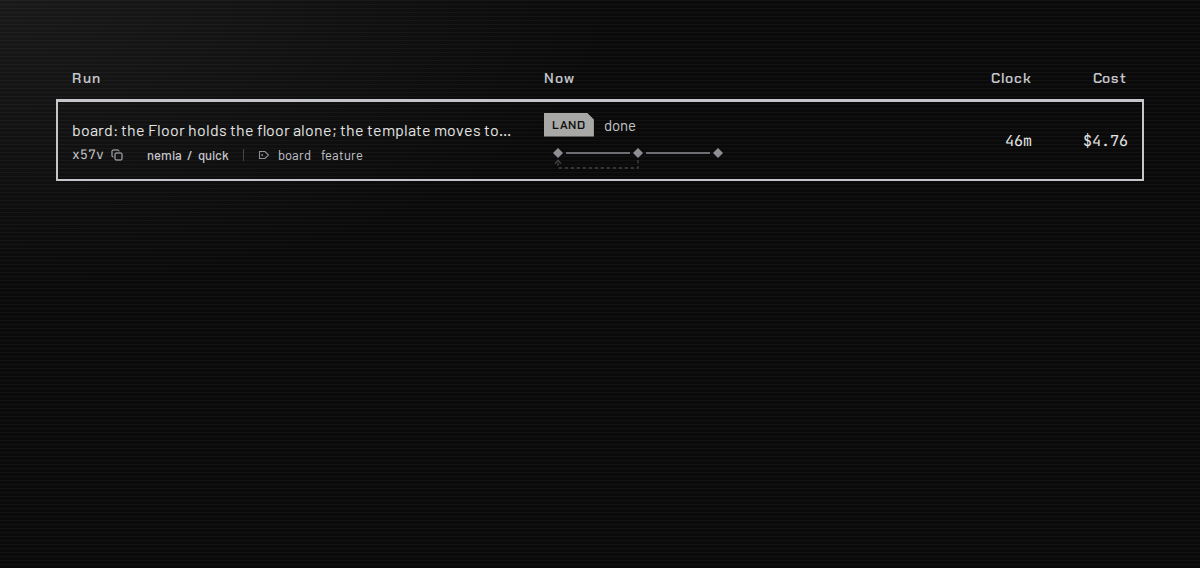 Run Now Clock Cost
board: the Floor holds the floor alone; the template moves to...
LAND done
46m $4.76
x57v nemla / quick board feature